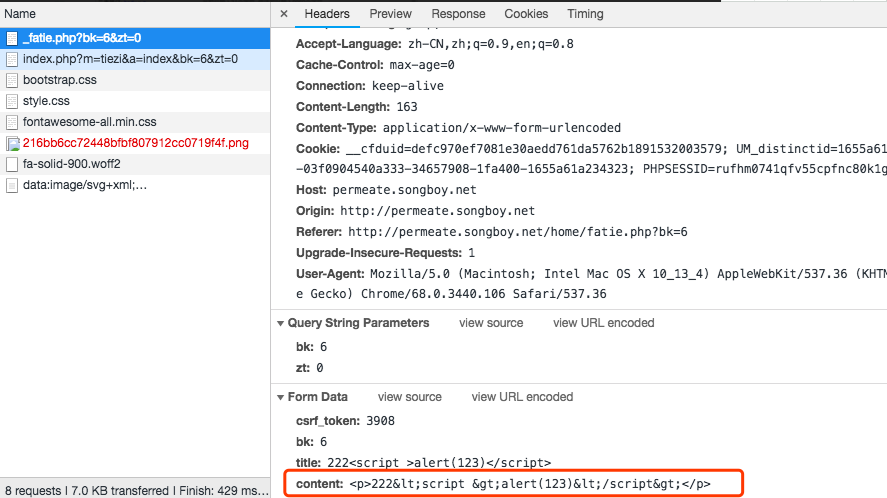 Name
_fatie.php?bk=6&zt=0
index.php?m=tiezi&a=index&bk=6&zt=0
bootstrap.css
style.css
fontawesome-all.min.css
216bb6cc72448bfbf807912cc0719f4f.png
fa-solid-900.woff2
data:image/svg+xml;…
8 requests | 7.0 KB transferred | Finish: 429 ms…
× Headers Preview Response Cookies Timing
Accept-Language: zh-CN,zh;q=0.9,en;q=0.8
Cache-Control: max-age=0
Connection: keep-alive
Content-Length: 163
Content-Type: application/x-www-form-urlencoded
Cookie: __cfduid=defc970ef7081e30aedd761da5762b1891532003579; UM_distinctid=1655a61
-03f0904540a333-34657908-1fa400-1655a61a234323; PHPSESSID=rufhm0741qfv55cpfnc80k1g
Host: permeate.songboy.net
Origin: http://permeate.songboy.net
Referer: http://permeate.songboy.net/home/fatie.php?bk=6
Upgrade-Insecure-Requests: 1
User-Agent: Mozilla/5.0 (Macintosh; Intel Mac OS X 10_13_4) AppleWebKit/537.36 (KHTM
e Gecko) Chrome/68.0.3440.106 Safari/537.36
Query String Parameters view source view URL encoded
bk: 6
zt: 0
Form Data view source view URL encoded
csrf_token: 3908
bk: 6
title: 222<script >alert(123)</script>
content: <p>222&lt;script &gt;alert(123)&lt;/script&gt;</p>